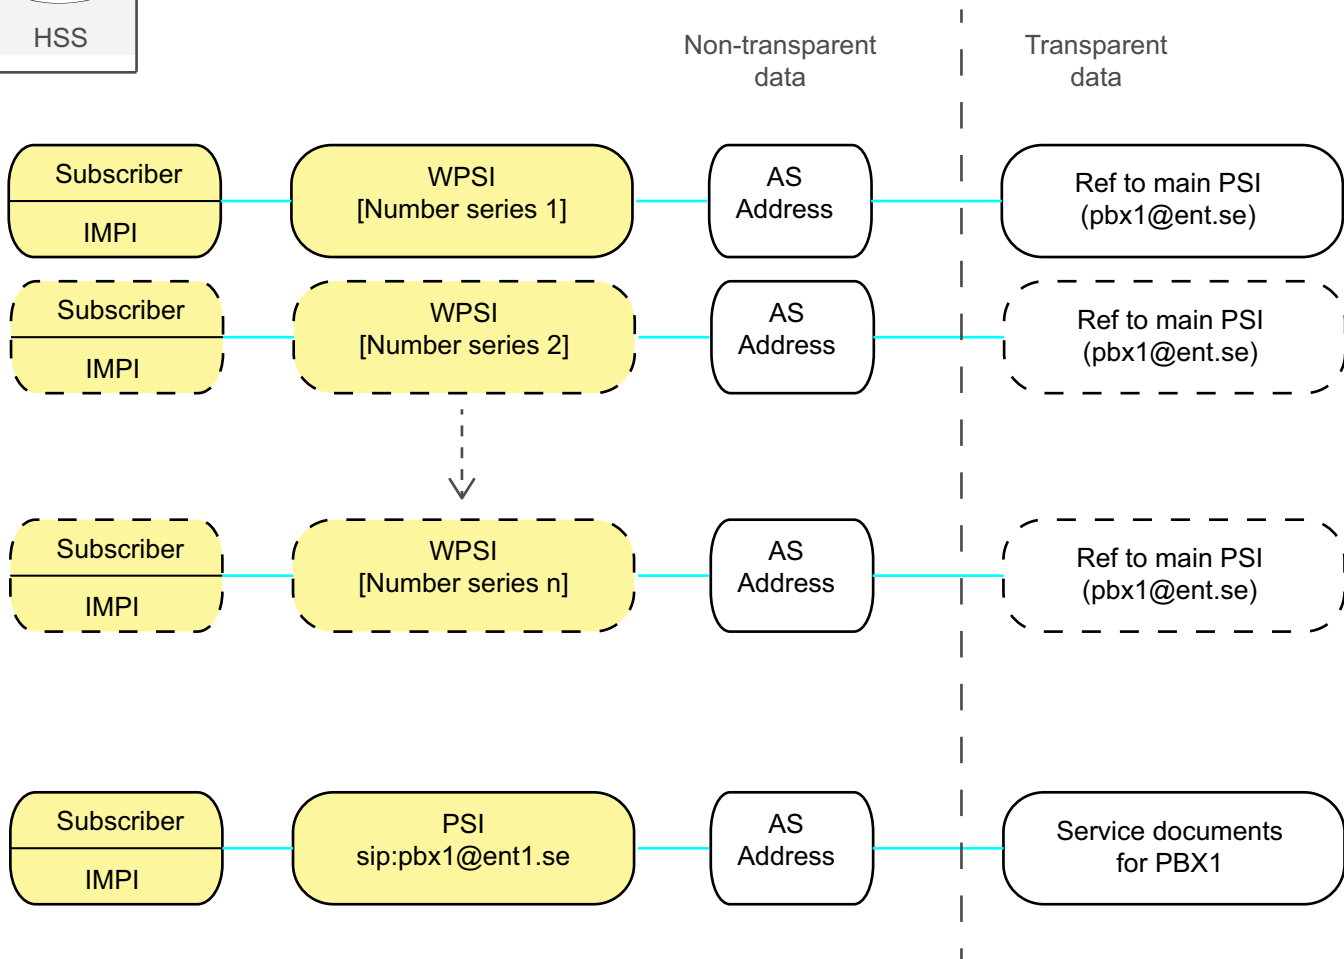 HSS
Non-transparent
data
Transparent
data
Subscriber
IMPI
WPSI
[Number series 1]
AS
Address
Ref to main PSI
(pbx1@ent.se)
Subscriber
IMPI
WPSI
[Number series 2]
AS
Address
Ref to main PSI
(pbx1@ent.se)
Subscriber
IMPI
WPSI
[Number series n]
AS
Address
Ref to main PSI
(pbx1@ent.se)
Subscriber
IMPI
PSI
sip:pbx1@ent1.se
AS
Address
Service documents
for PBX1